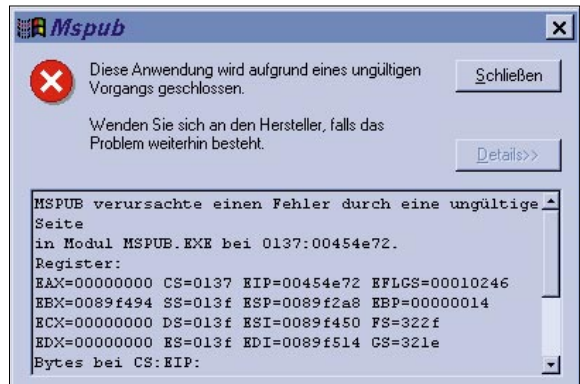 Mspub
Diese Anwendung wird aufgrund eines ungültigen
Vorgangs geschlossen.
Wenden Sie sich an den Hersteller, falls das
Problem weiterhin besteht.
Schließen
Details>>
MSPUB verursachte einen Fehler durch eine ungültige
Seite
in Modul MSPUB.EXE bei 0137:00454e72.
Register:
EAX=00000000 CS=0137 EIP=00454e72 EFLGS=00010246
EBX=0089f494 SS=013f ESP=0089f2a8 EBP=00000014
ECX=00000000 DS=013f ESI=0089f450 FS=322f
EDX=00000000 ES=013f EDI=0089f514 GS=321e
Bytes bei CS:EIP: